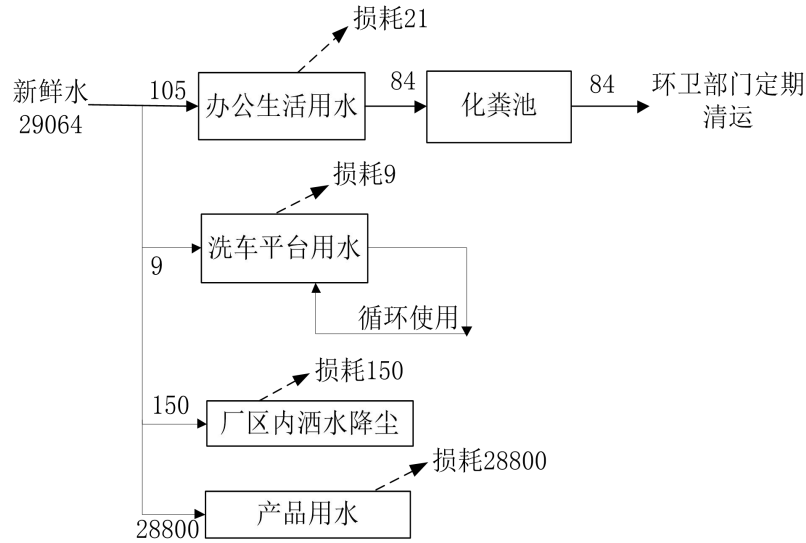 损耗21
新鲜水
29064
105
办公生活用水
84
化粪池
84
环卫部门定期
清运
损耗9
洗车平台用水
9
循环使用
损耗150
150
厂区内洒水降尘
损耗28800
产品用水
28800